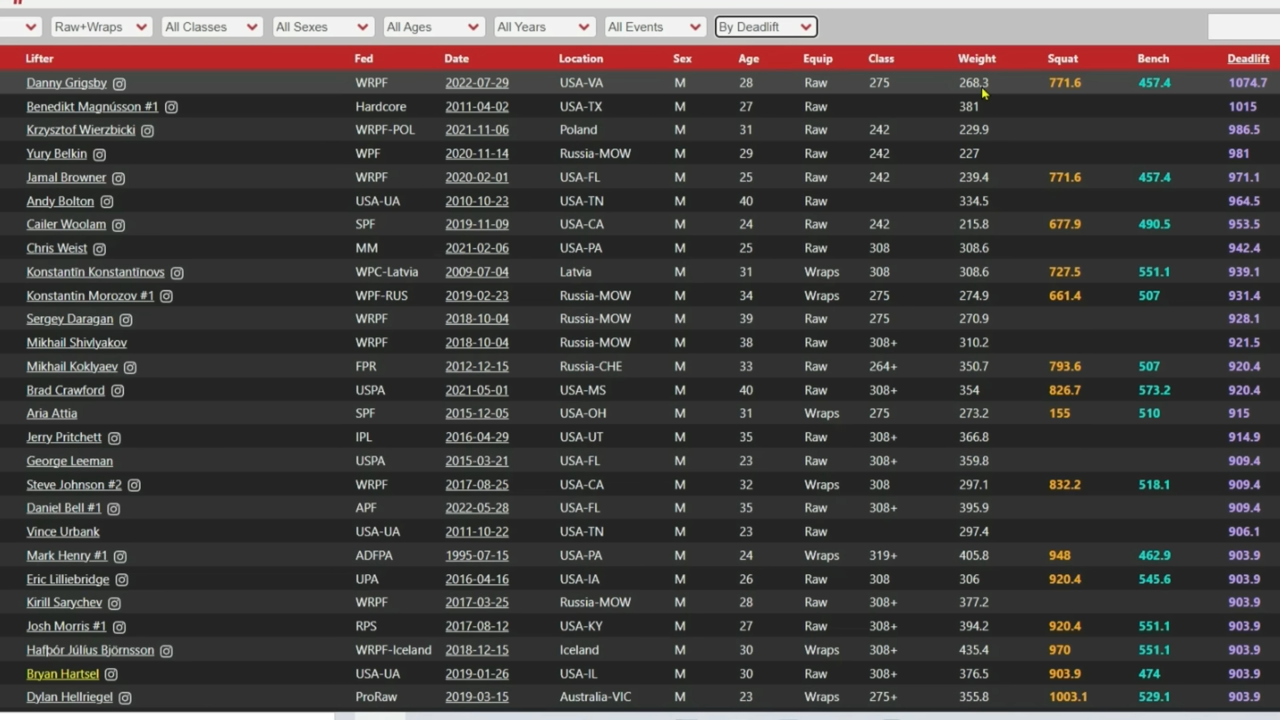 Raw+Wraps All Classes All Sexes All Ages All Years All Events By Deadlift
Lifter Fed Date Location Sex Age Equip Class Weight Squat Bench Deadlift
Danny Grigsby WRPF 2022-07-29 USA-VA M 28 Raw 275 268.3 771.6 457.4 1074.7
Benedikt Magnússon #1 Hardcore 2011-04-02 USA-TX M 27 Raw 381 1015
Krzysztof Wierzbicki WRPF-POL 2021-11-06 Poland M 31 Raw 242 229.9 986.5
Yury Belkin WPF 2020-11-14 Russia-MOW M 29 Raw 242 227 981
Jamal Browner WRPF 2020-02-01 USA-FL M 25 Raw 242 239.4 771.6 457.4 971.1
Andy Bolton USA-UA 2010-10-23 USA-TN M 40 Raw 334.5 964.5
Cailer Woolam SPF 2019-11-09 USA-CA M 24 Raw 242 215.8 677.9 490.5 953.5
Chris Weist MM 2021-02-06 USA-PA M 25 Raw 308 308.6 942.4
Konstantīn Konstantinovs WPC-Latvia 2009-07-04 Latvia M 31 Wraps 308 308.6 727.5 551.1 939.1
Konstantin Morozov #1 WPF-RUS 2019-02-23 Russia-MOW M 34 Wraps 275 274.9 661.4 507 931.4
Sergey Daragan WRPF 2018-10-04 Russia-MOW M 39 Raw 275 270.9 928.1
Mikhail Shivlyakov WRPF 2018-10-04 Russia-MOW M 38 Raw 308+ 310.2 921.5
Mikhail Koklyaev FPR 2012-12-15 Russia-CHE M 33 Raw 264+ 350.7 793.6 507 920.4
Brad Crawford USPA 2021-05-01 USA-MS M 40 Raw 308+ 354 826.7 573.2 920.4
Aria Attia SPF 2015-12-05 USA-OH M 31 Wraps 275 273.2 155 510 915
Jerry Pritchett IPL 2016-04-29 USA-UT M 35 Raw 308+ 366.8 914.9
George Leeman USPA 2015-03-21 USA-FL M 23 Raw 308+ 359.8 909.4
Steve Johnson #2 WRPF 2017-08-25 USA-CA M 32 Wraps 308 297.1 832.2 518.1 909.4
Daniel Bell #1 APF 2022-05-28 USA-FL M 35 Raw 308+ 395.9 909.4
Vince Urbank USA-UA 2011-10-22 USA-TN M 23 Raw 297.4 906.1
Mark Henry #1 ADFPA 1995-07-15 USA-PA M 24 Wraps 319+ 405.8 948 462.9 903.9
Eric Lilliebridge UPA 2016-04-16 USA-IA M 26 Raw 308 306 920.4 545.6 903.9
Kirill Sarychev WRPF 2017-03-25 Russia-MOW M 28 Raw 308+ 377.2 903.9
Josh Morris #1 RPS 2017-08-12 USA-KY M 27 Raw 308+ 394.2 920.4 551.1 903.9
Hafþór Júlíus Björnsson WRPF-Iceland 2018-12-15 Iceland M 30 Wraps 308+ 435.4 970 551.1 903.9
Bryan Hartsel USA-UA 2019-01-26 USA-IL M 30 Raw 308+ 376.5 903.9 474 903.9
Dylan Hellriegel ProRaw 2019-03-15 Australia-VIC M 23 Wraps 275+ 355.8 1003.1 529.1 903.9